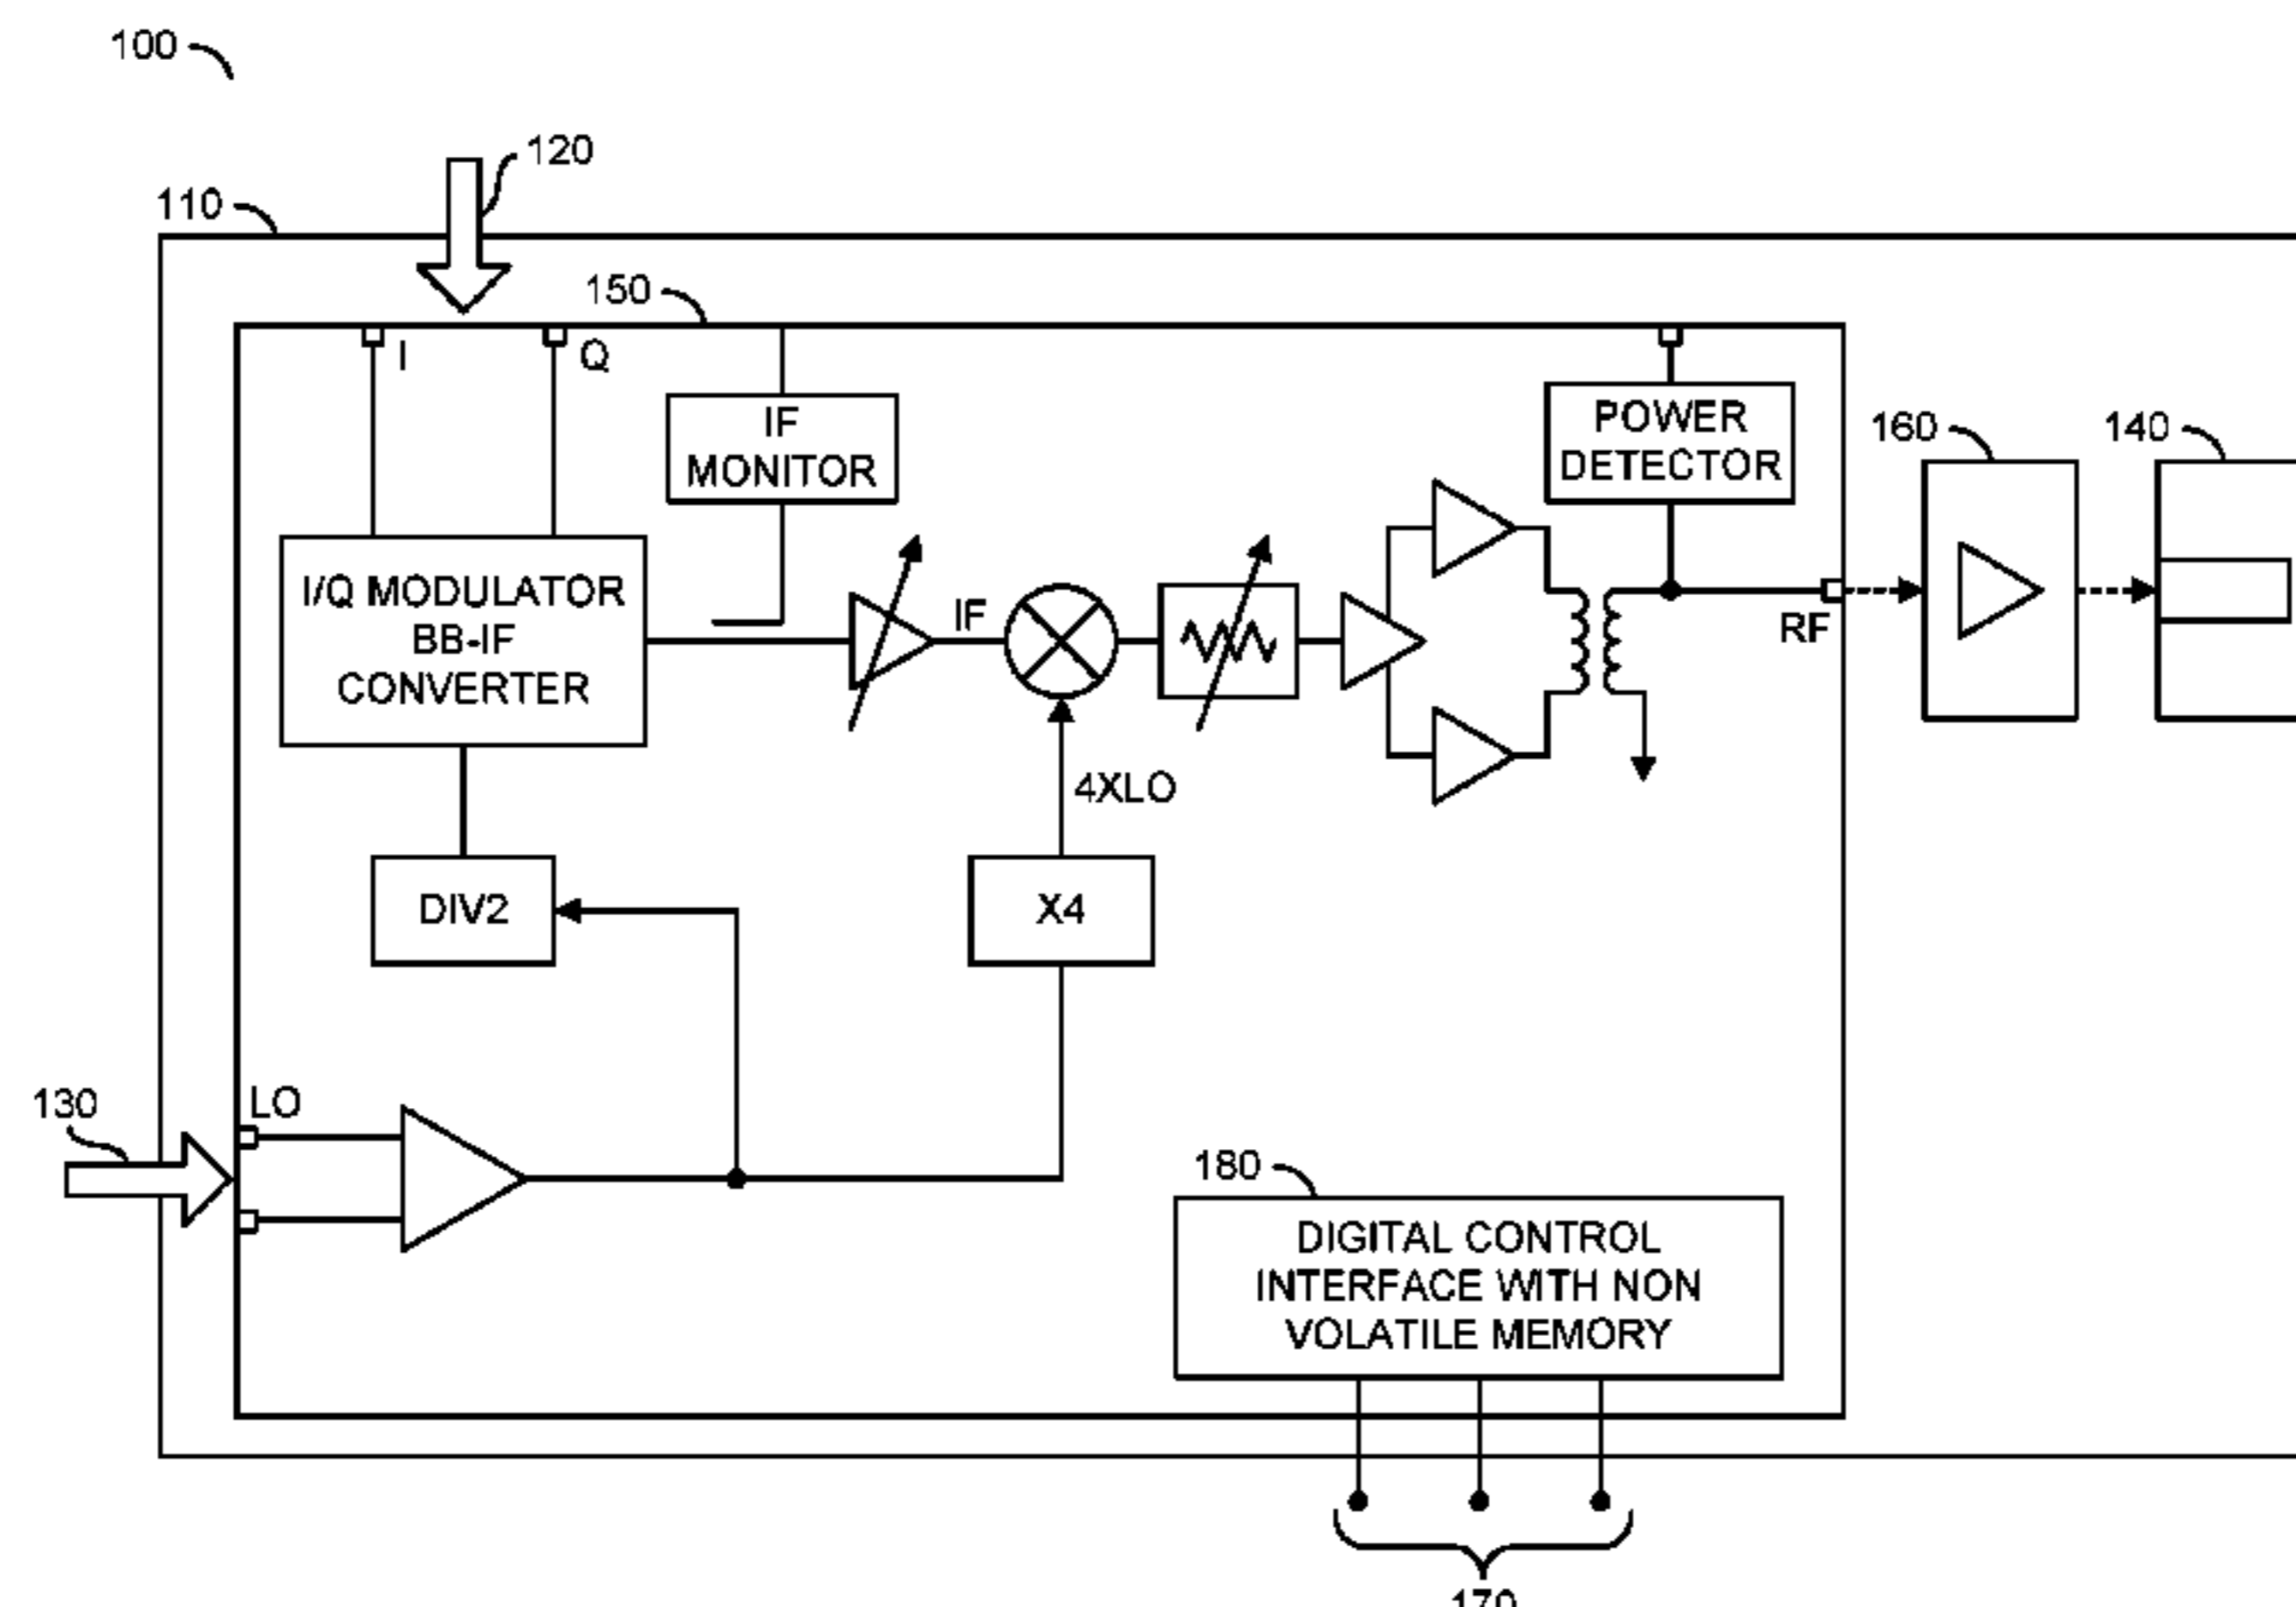 100
120
110
150
I
Q
IF
MONITOR
POWER
DETECTOR
160
140
I/Q MODULATOR
BB-IF
CONVERTER
IF
RF
4XLO
DIV2
X4
130
LO
180
DIGITAL CONTROL
INTERFACE WITH NON
VOLATILE MEMORY
170